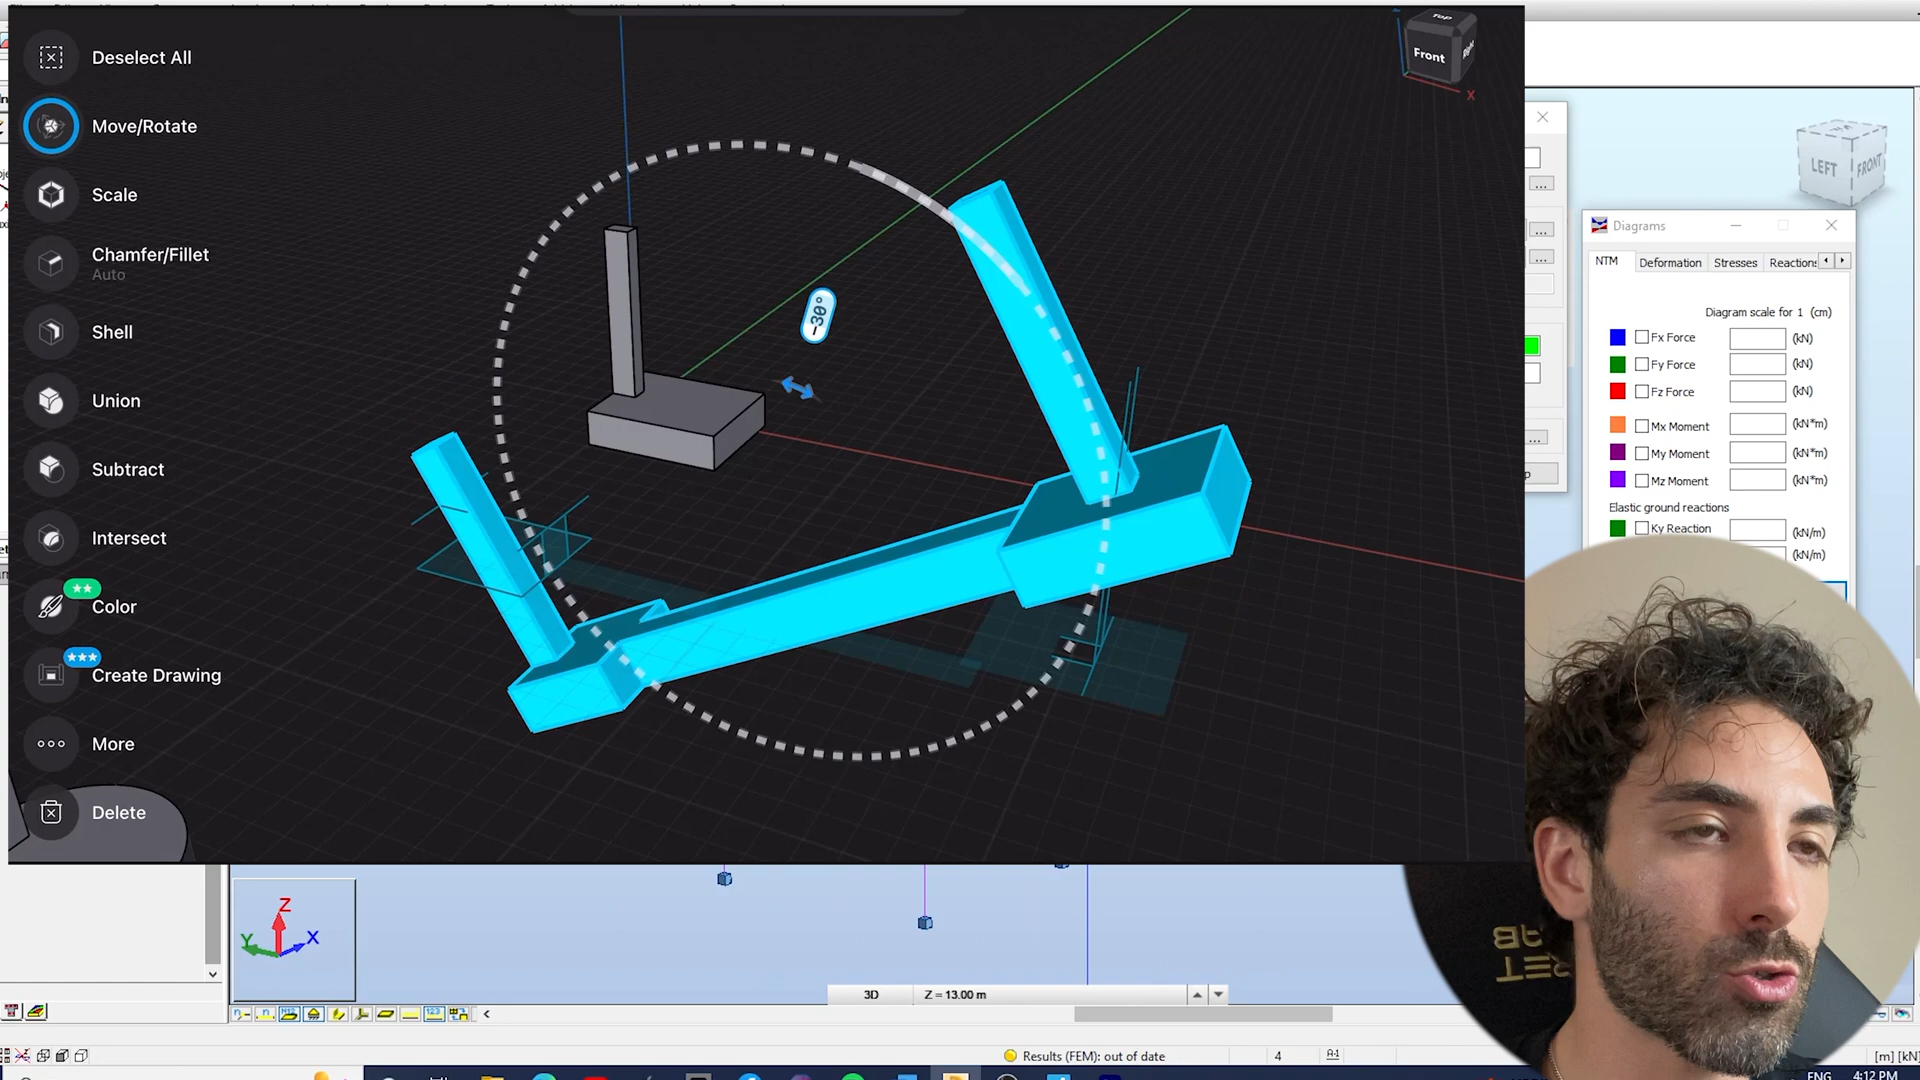 Deselect All
Move/Rotate
Scale
Chamfer/Fillet
Auto
Shell
Union
Subtract
Intersect
Color
Create Drawing
More
Delete
-30°
Top
Front
Right
X
LEFT
FRONT
Diagrams
NTM
Deformation
Stresses
Reactions
Diagram scale for 1 (cm)
Fx Force
(kN)
Fy Force
(kN)
Fz Force
(kN)
Mx Moment
(kN*m)
My Moment
(kN*m)
Mz Moment
(kN*m)
Elastic ground reactions
Ky Reaction
(kN/m)
(kN/m)
Z
Y
X
3D
Z = 13.00 m
Results (FEM): out of date
4
[m] [kN]
ENG
4:12 PM